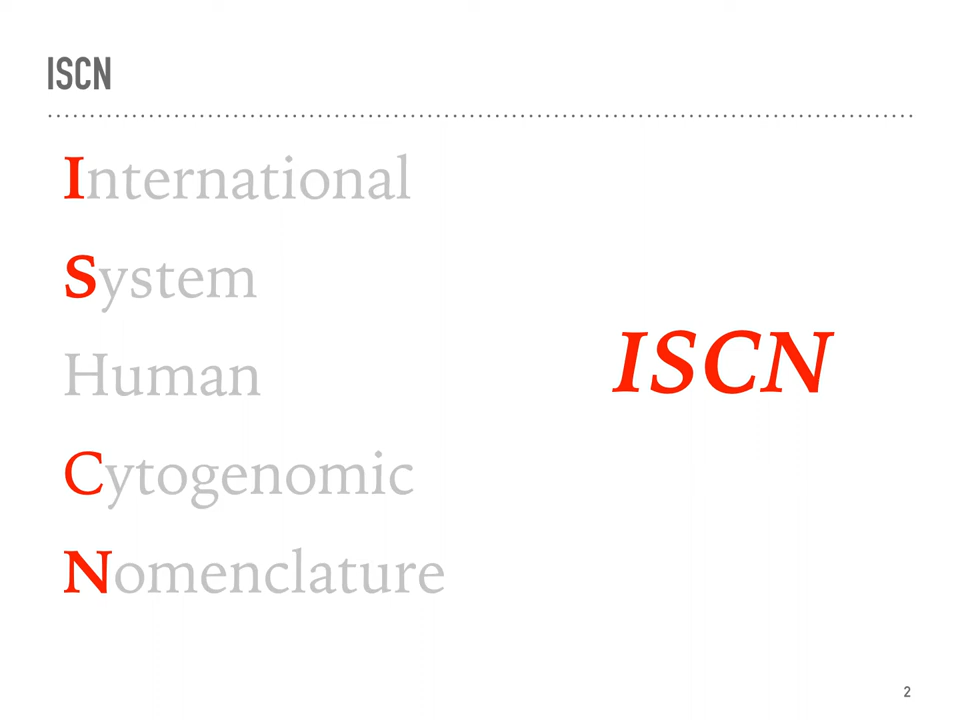 ISCN
International
System
Human
Cytogenomic
Nomenclature
ISCN
2